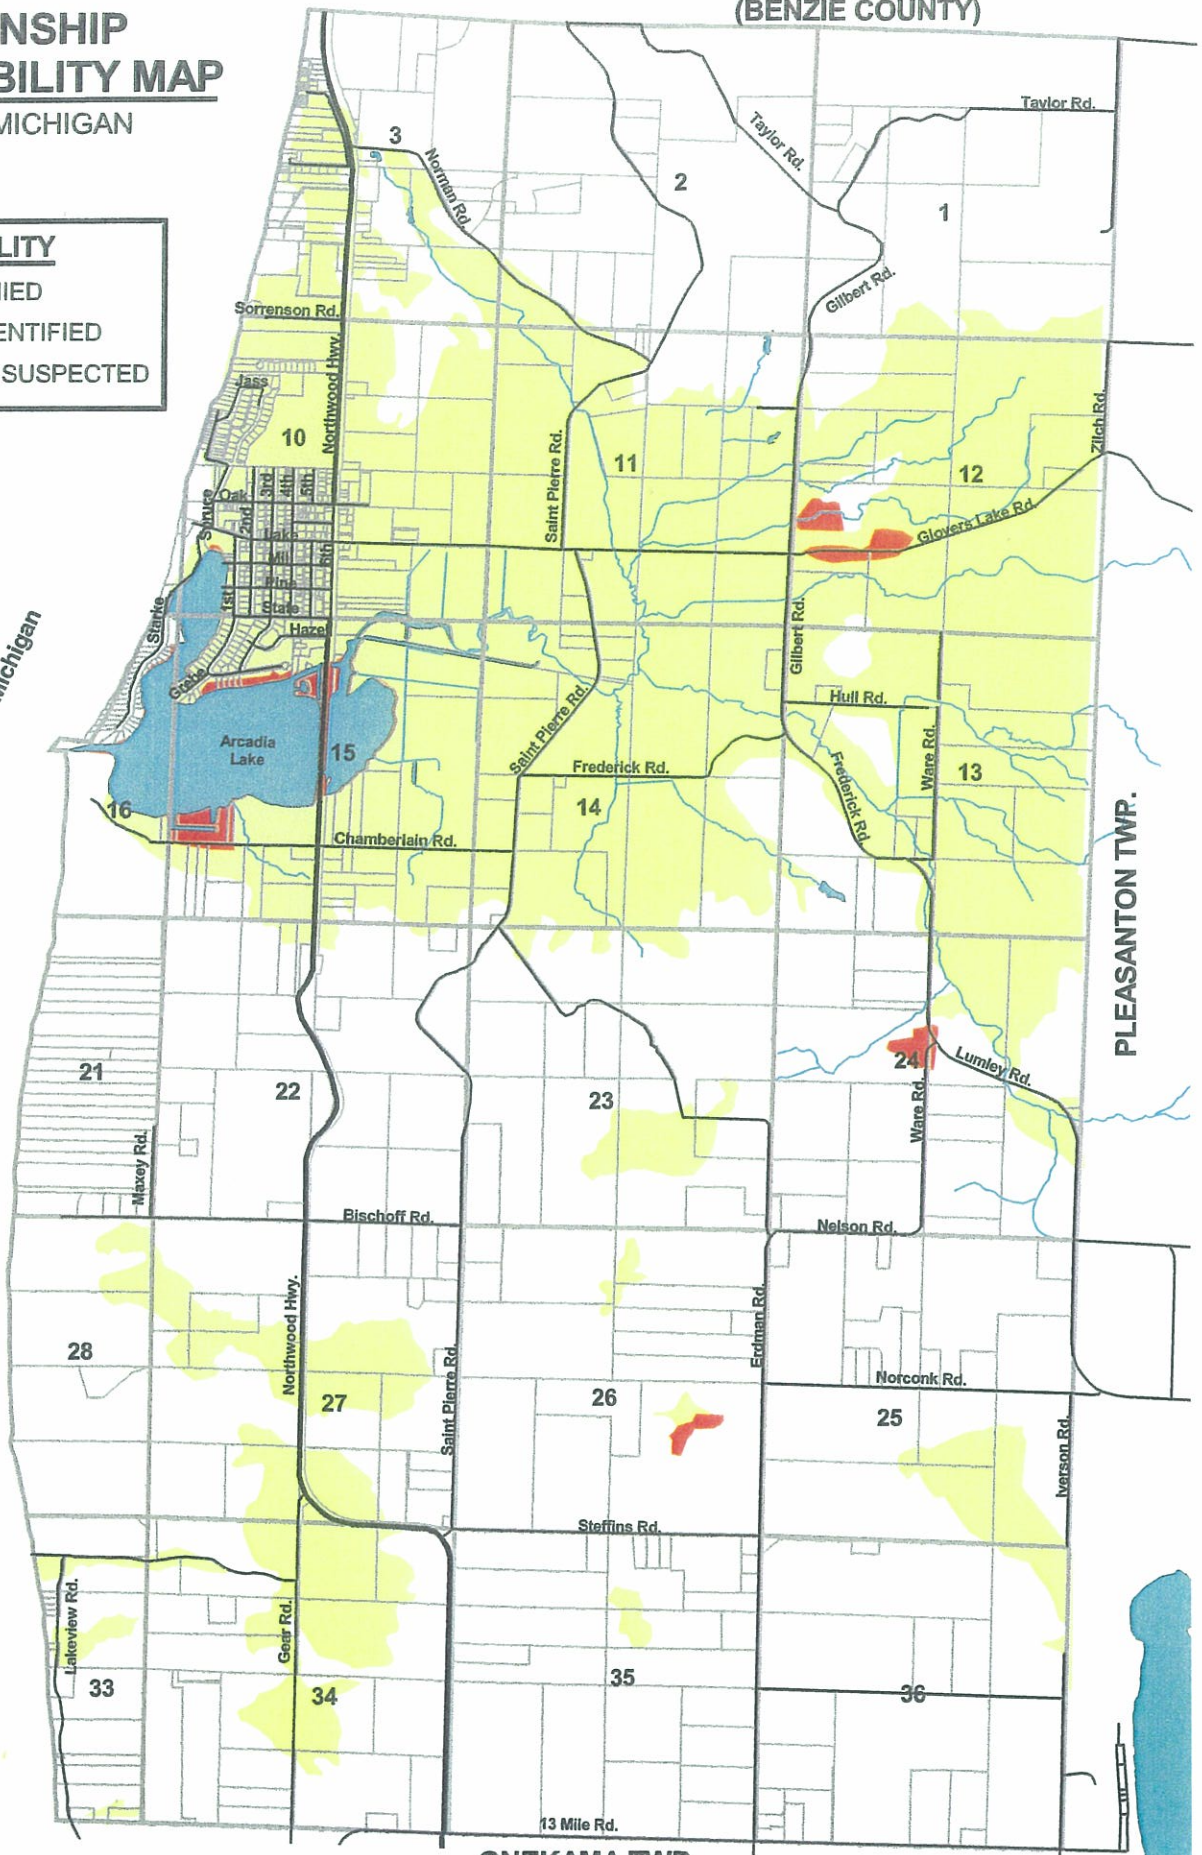 (BENZIE COUNTY)
NSHIP
BILITY MAP
MICHIGAN
LITY
IED
ENTIFIED
SUSPECTED
3
Norman Rd.
2
Taylor Rd.
Taylor Rd.
1
Gilbert Rd.
Sorrenson Rd.
Jass
Northwood Hwy.
10
Saint Pierre Rd.
11
12
Zilch Rd.
Glovers Lake Rd.
Spruce
Oak
2nd
3rd
4th
5th
Lake
Mill
6th
Pine
1st
State
Hazel
Starke
Michigan
Grebe
Gilbert Rd.
Hull Rd.
Arcadia
Lake
15
Saint Pierre Rd.
Frederick Rd.
Frederick Rd.
Ware Rd.
13
16
14
Chamberlain Rd.
PLEASANTON TWP.
21
22
23
24
Lumley Rd.
Ware Rd.
Maxey Rd.
Bischoff Rd.
Nelson Rd.
28
Northwood Hwy.
27
Saint Pierre Rd.
26
Erdman Rd.
Norconk Rd.
25
Iverson Rd.
Steffins Rd.
Lakeview Rd.
Gear Rd.
33
34
35
36
13 Mile Rd.
ONEKAMA TWP.